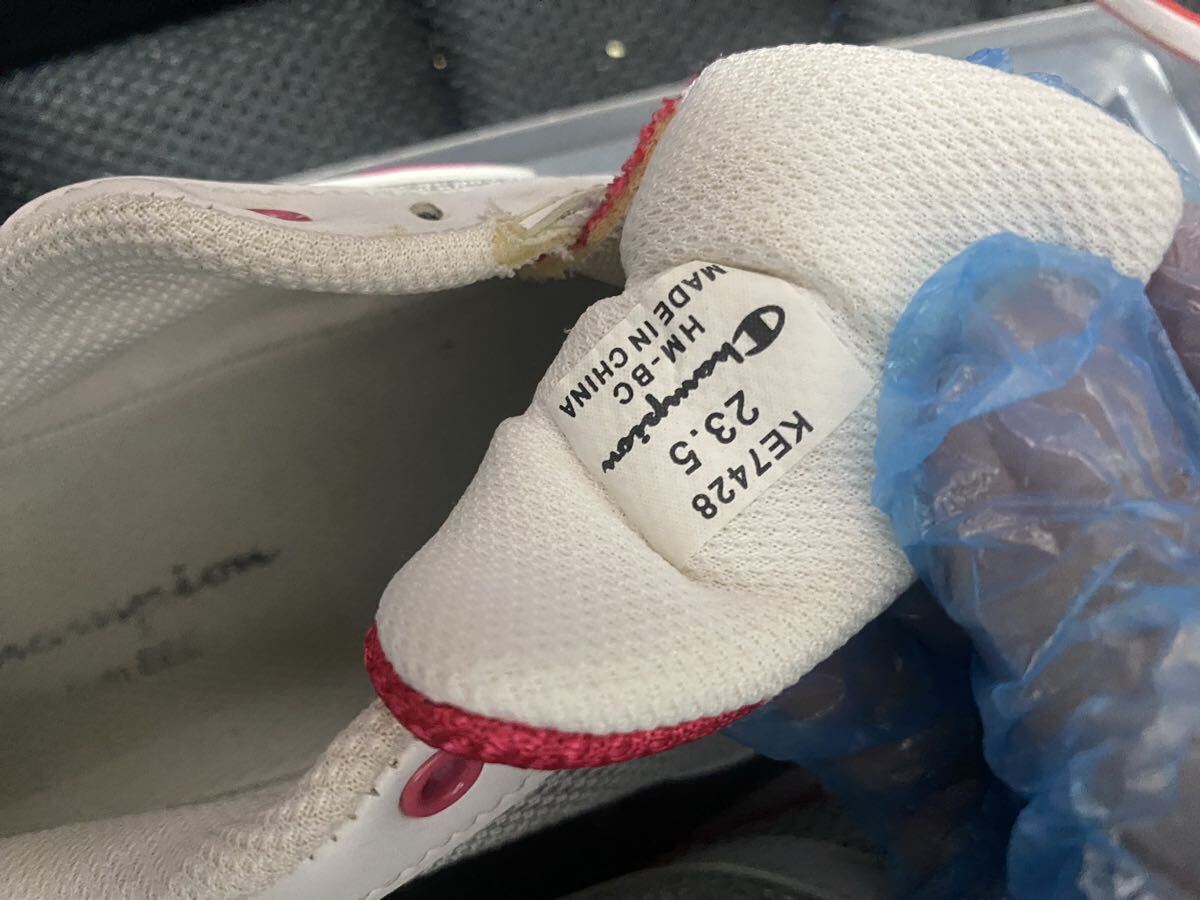 KE7428
23.5
Champion
HM-BC
MADE IN CHINA